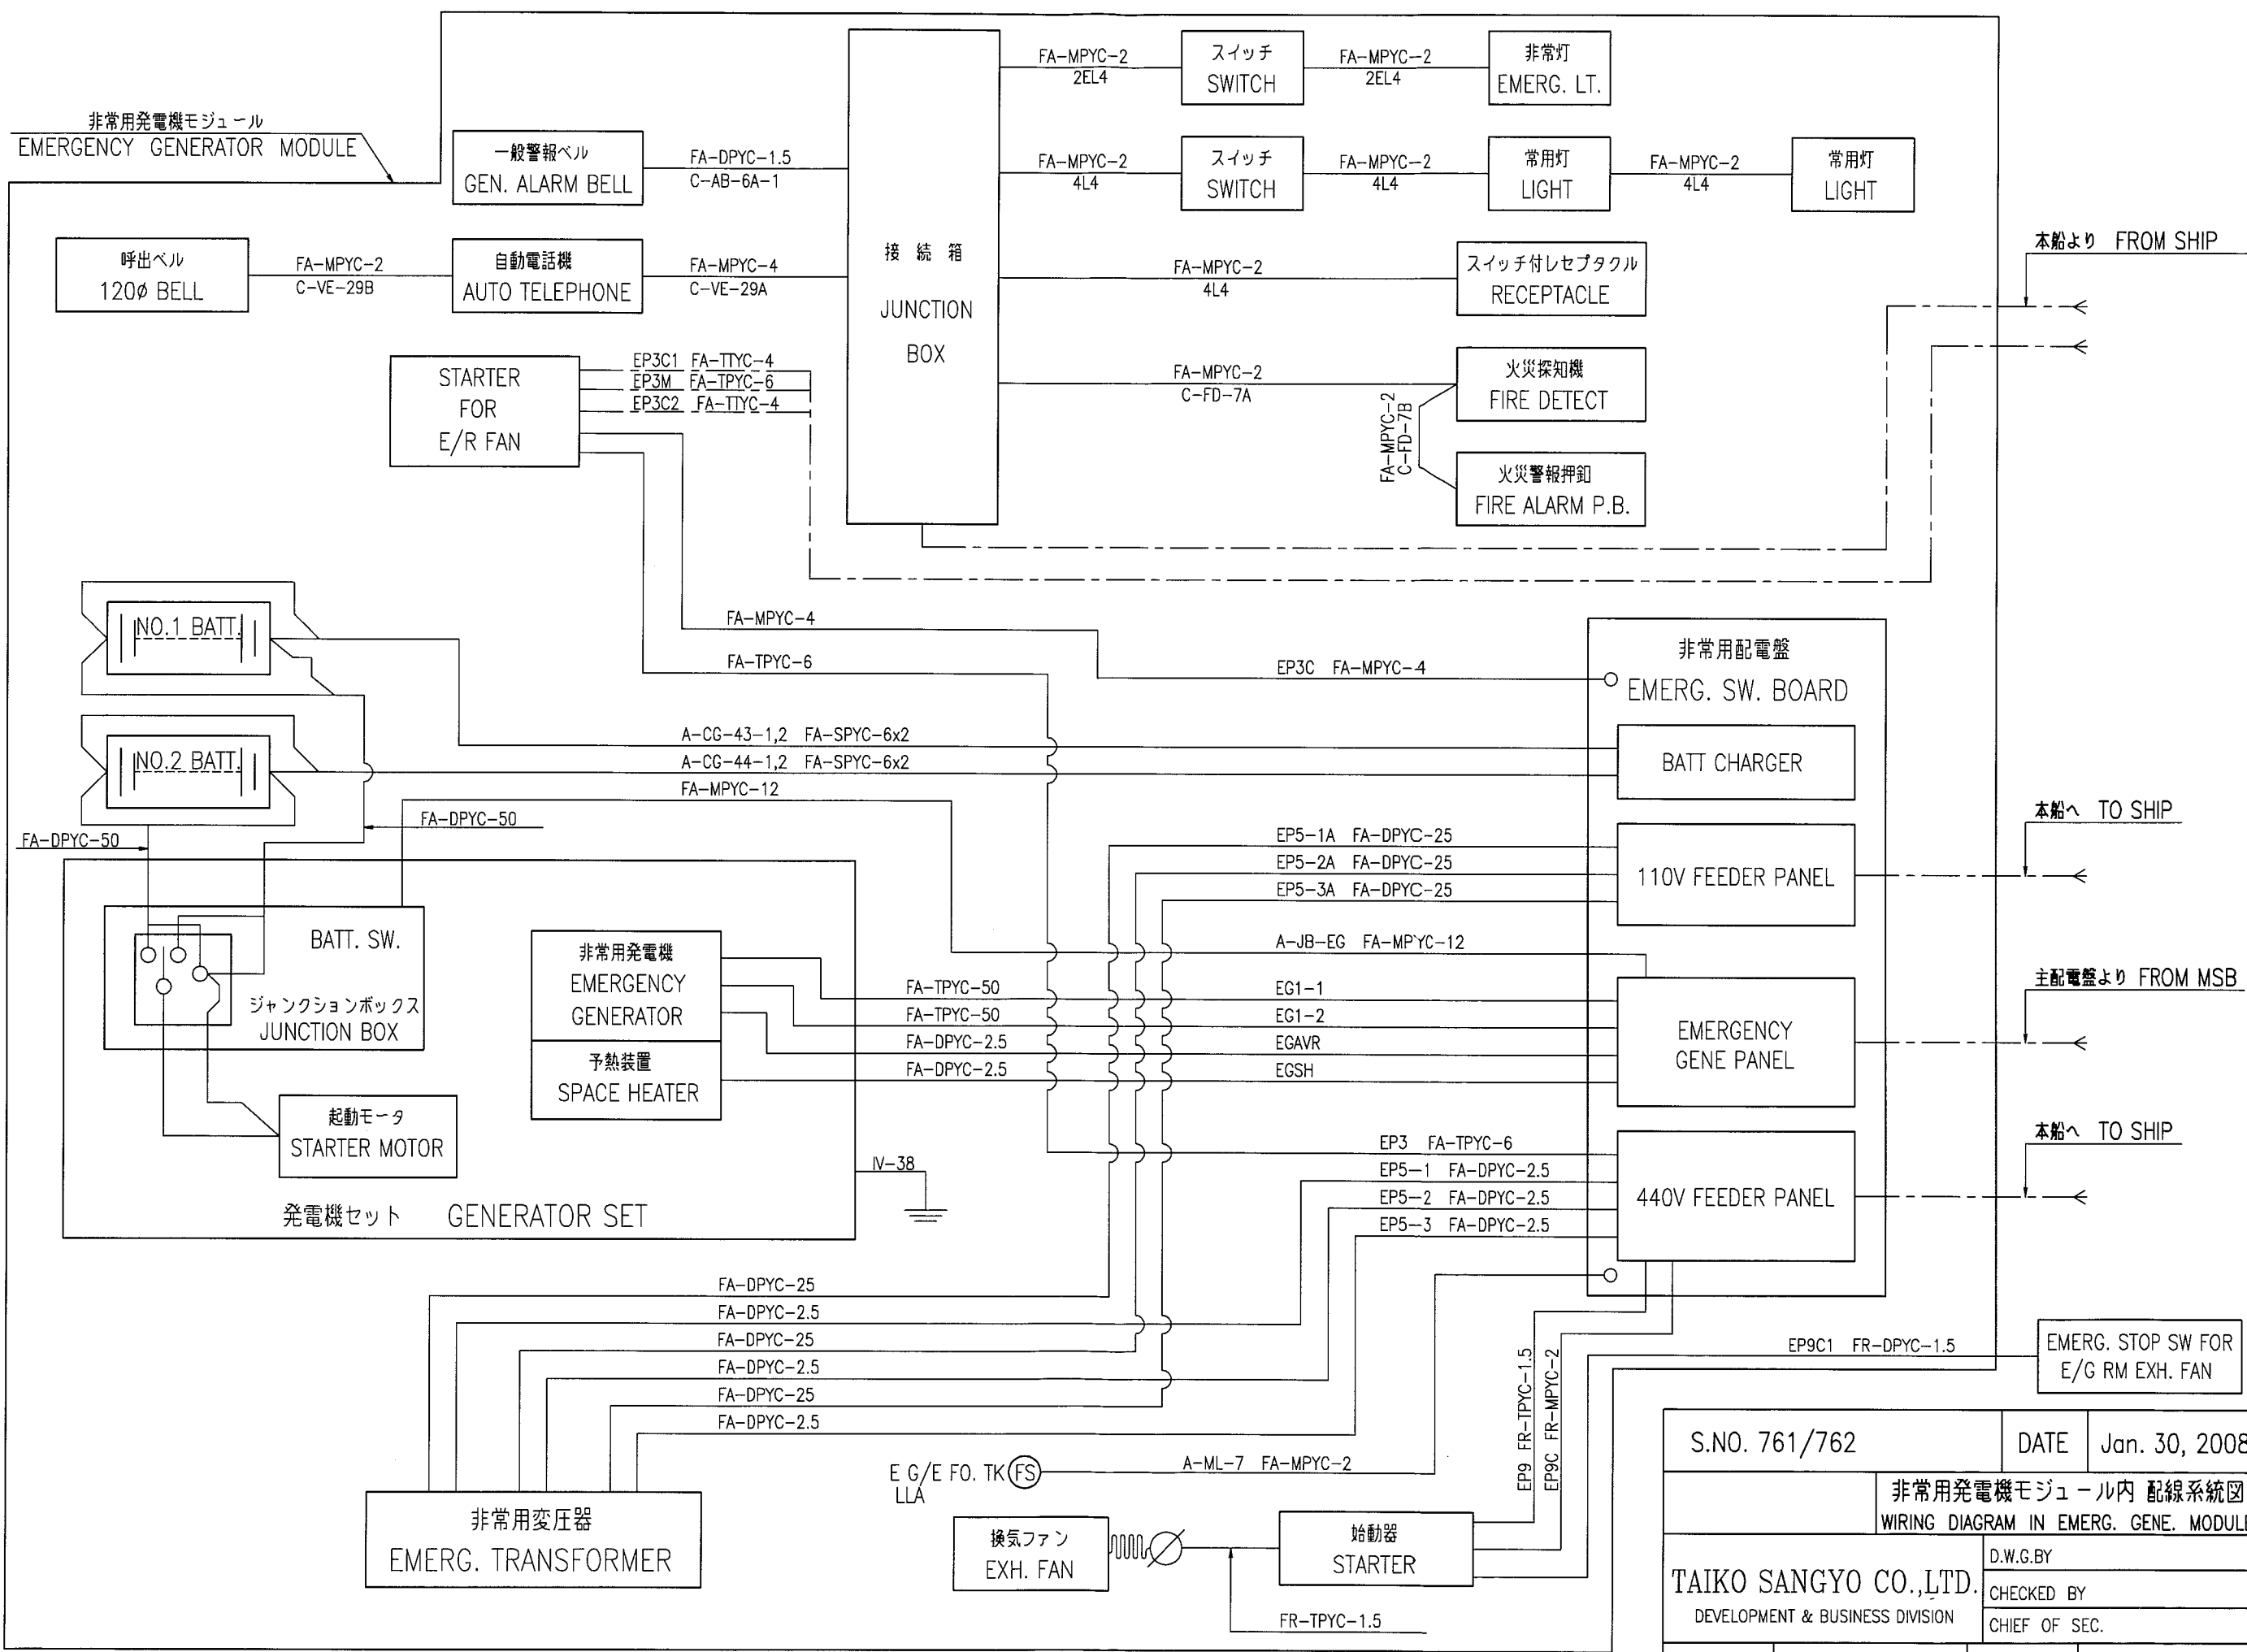 非常用発電機モジュール
EMERGENCY GENERATOR MODULE
一般警報ベル
GEN. ALARM BELL
FA-DPYC-1.5
C-AB-6A-1
呼出ベル
120ø BELL
FA-MPYC-2
C-VE-29B
自動電話機
AUTO TELEPHONE
FA-MPYC-4
C-VE-29A
接続箱
JUNCTION
BOX
FA-MPYC-2
2EL4
スイッチ
SWITCH
FA-MPYC-2
2EL4
非常灯
EMERG. LT.
FA-MPYC-2
4L4
スイッチ
SWITCH
FA-MPYC-2
4L4
常用灯
LIGHT
FA-MPYC-2
4L4
常用灯
LIGHT
FA-MPYC-2
4L4
スイッチ付レセプタクル
RECEPTACLE
FA-MPYC-2
C-FD-7A
火災探知機
FIRE DETECT
FA-MPYC-2
C-FD-7B
火災警報押釦
FIRE ALARM P.B.
本船より FROM SHIP
STARTER
FOR
E/R FAN
EP3C1 FA-TTYC-4
EP3M FA-TPYC-6
EP3C2 FA-TTYC-4
FA-MPYC-4
FA-TPYC-6
EP3C FA-MPYC-4
NO.1 BATT.
NO.2 BATT.
A-CG-43-1,2 FA-SPYC-6x2
A-CG-44-1,2 FA-SPYC-6x2
FA-MPYC-12
FA-DPYC-50
FA-DPYC-50
非常用配電盤
EMERG. SW. BOARD
BATT CHARGER
110V FEEDER PANEL
EMERGENCY
GENE PANEL
440V FEEDER PANEL
本船へ TO SHIP
主配電盤より FROM MSB
本船へ TO SHIP
EP5-1A FA-DPYC-25
EP5-2A FA-DPYC-25
EP5-3A FA-DPYC-25
A-JB-EG FA-MPYC-12
BATT. SW.
ジャンクションボックス
JUNCTION BOX
起動モータ
STARTER MOTOR
非常用発電機
EMERGENCY
GENERATOR
予熱装置
SPACE HEATER
FA-TPYC-50 EG1-1
FA-TPYC-50 EG1-2
FA-DPYC-2.5 EGAVR
FA-DPYC-2.5 EGSH
発電機セット GENERATOR SET
IV-38
EP3 FA-TPYC-6
EP5-1 FA-DPYC-2.5
EP5-2 FA-DPYC-2.5
EP5-3 FA-DPYC-2.5
FA-DPYC-25
FA-DPYC-2.5
FA-DPYC-25
FA-DPYC-2.5
FA-DPYC-25
FA-DPYC-2.5
非常用変圧器
EMERG. TRANSFORMER
E G/E FO. TK
LLA
FS
A-ML-7 FA-MPYC-2
換気ファン
EXH. FAN
始動器
STARTER
FR-TPYC-1.5
EP9 FR-TPYC-1.5
EP9C FR-MPYC-2
EP9C1 FR-DPYC-1.5
EMERG. STOP SW FOR
E/G RM EXH. FAN
S.NO. 761/762
DATE
Jan. 30, 2008
非常用発電機モジュール内 配線系統図
WIRING DIAGRAM IN EMERG. GENE. MODULE
TAIKO SANGYO CO.,LTD.
DEVELOPMENT & BUSINESS DIVISION
D.W.G.BY
CHECKED BY
CHIEF OF SEC.